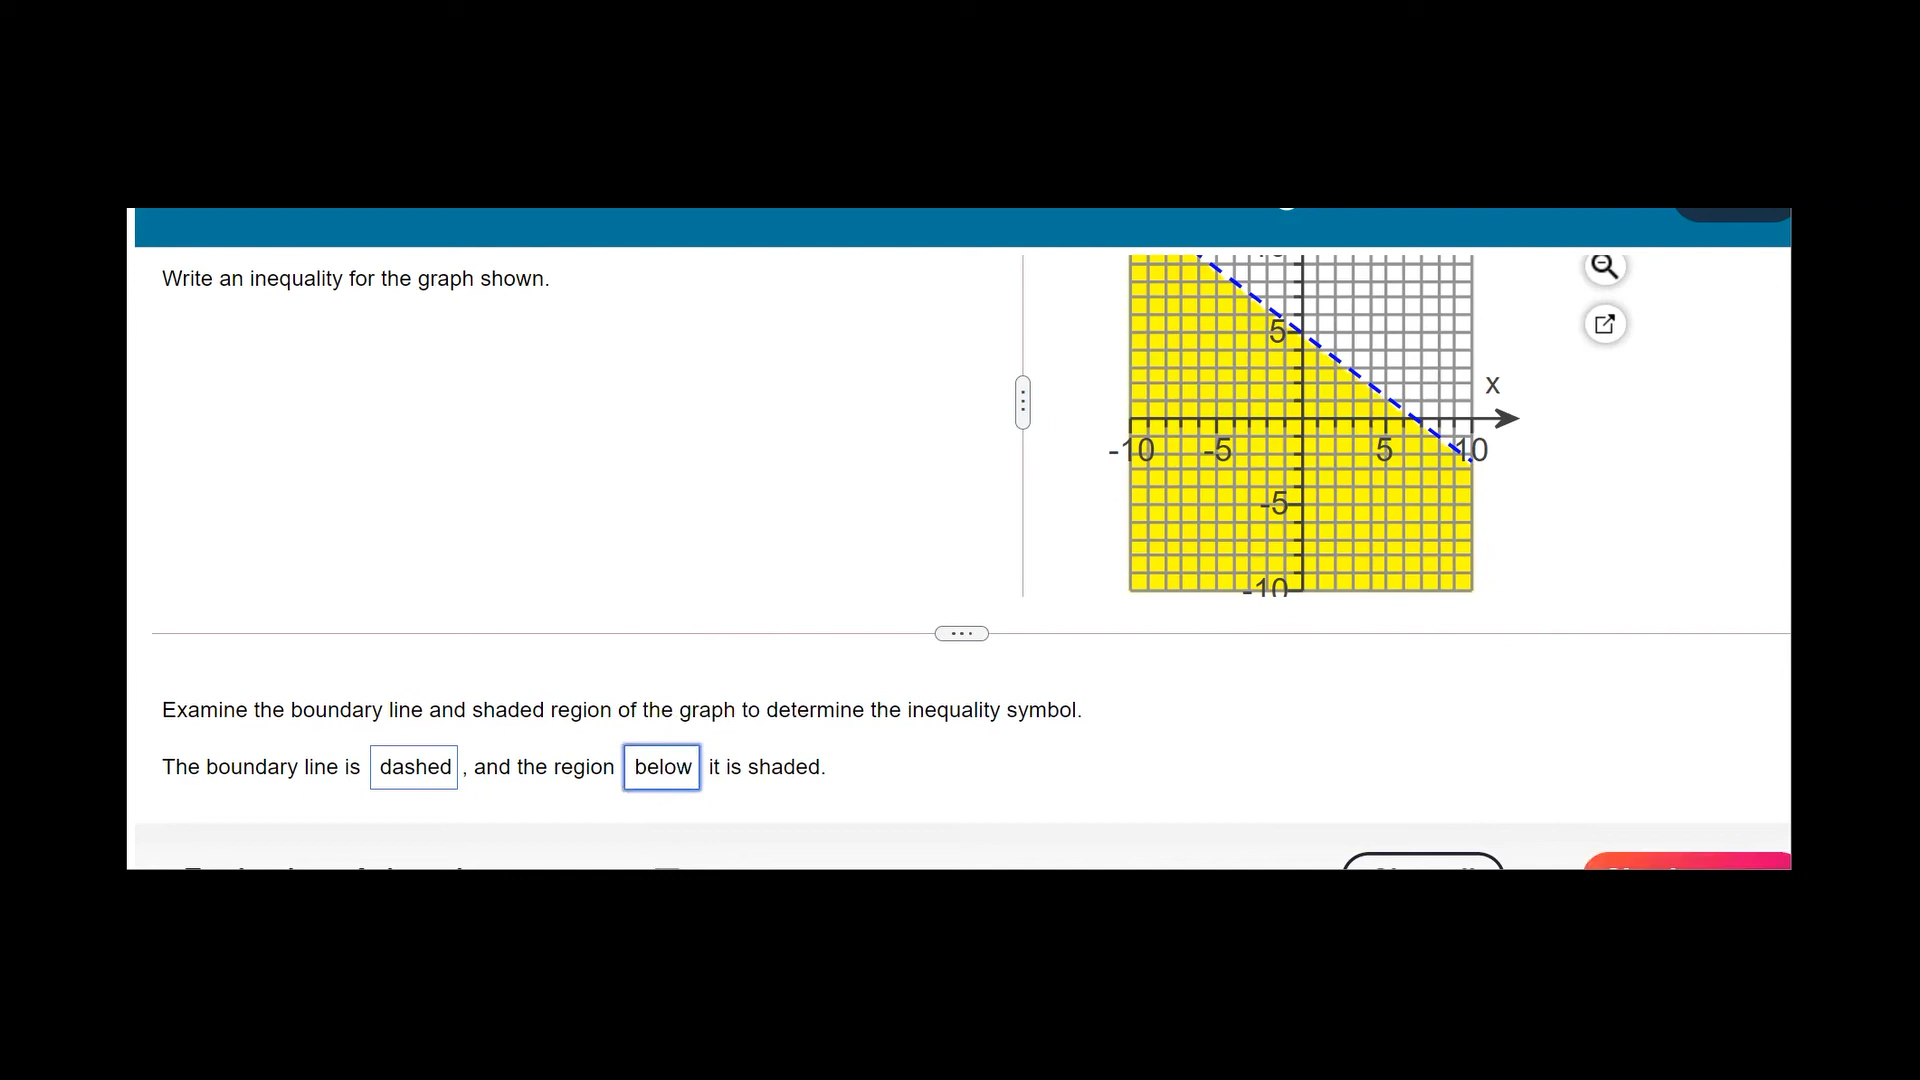 Write an inequality for the graph shown.
5
x
-10 -5 5 10
-5
-10
Examine the boundary line and shaded region of the graph to determine the inequality symbol.
The boundary line is dashed , and the region below it is shaded.